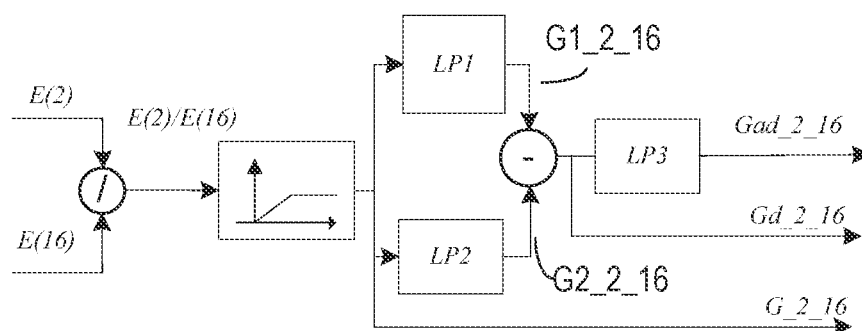 G1_2_16
LP1
E(2)
E(2)/E(16)
Gad_2_16
-
LP3
/
Gd_2_16
E(16)
LP2
G2_2_16
G_2_16